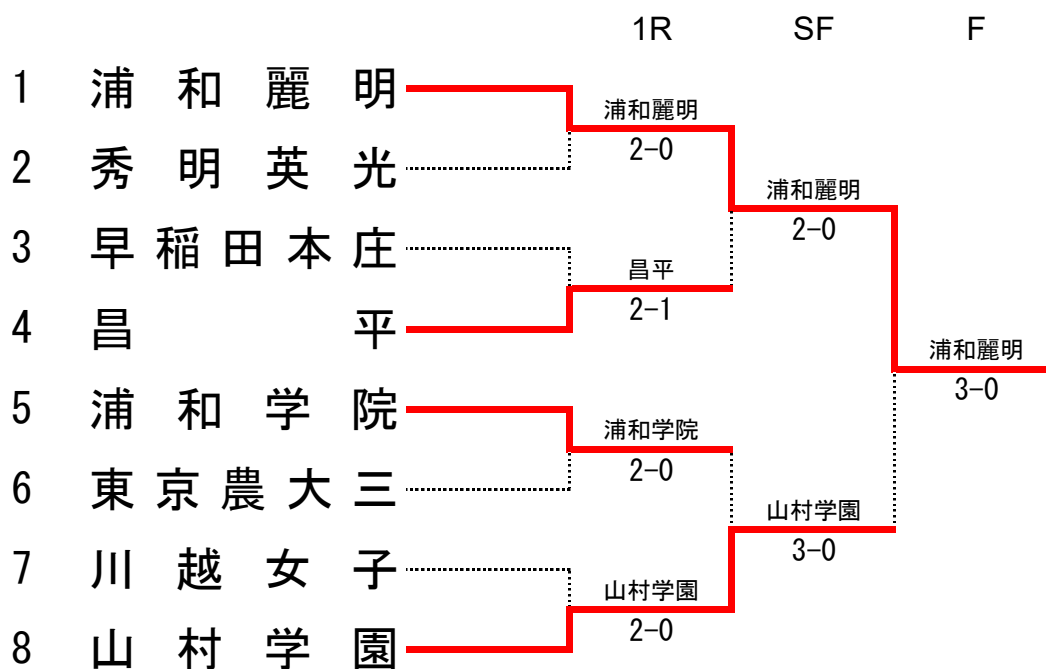 1R SF F
1 浦和麗明
浦和麗明
2-0
2 秀明英光
浦和麗明
2-0
3 早稲田本庄
昌平
2-1
4 昌平
浦和麗明
3-0
5 浦和学院
浦和学院
2-0
6 東京農大三
山村学園
3-0
7 川越女子
山村学園
2-0
8 山村学園